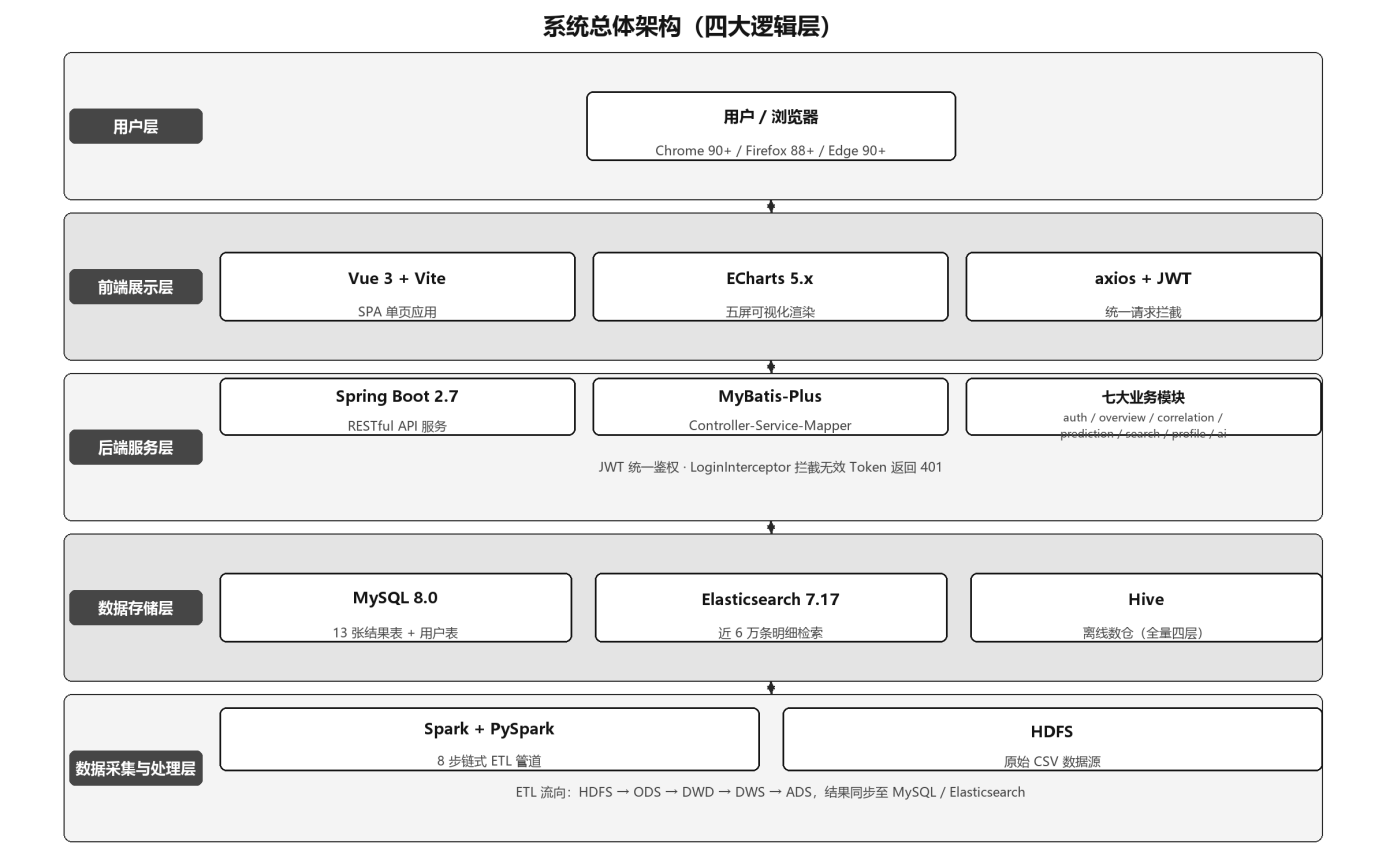 系统总体架构（四大逻辑层）
用户层
用户 / 浏览器
Chrome 90+ / Firefox 88+ / Edge 90+
前端展示层
Vue 3 + Vite
SPA 单页应用
ECharts 5.x
五屏可视化渲染
axios + JWT
统一请求拦截
后端服务层
Spring Boot 2.7
RESTful API 服务
MyBatis-Plus
Controller-Service-Mapper
七大业务模块
auth / overview / correlation /
prediction / search / profile / ai
JWT 统一鉴权 · LoginInterceptor 拦截无效 Token 返回 401
数据存储层
MySQL 8.0
13 张结果表 + 用户表
Elasticsearch 7.17
近 6 万条明细检索
Hive
离线数仓（全量四层）
数据采集与处理层
Spark + PySpark
8 步链式 ETL 管道
HDFS
原始 CSV 数据源
ETL 流向：HDFS → ODS → DWD → DWS → ADS，结果同步至 MySQL / Elasticsearch